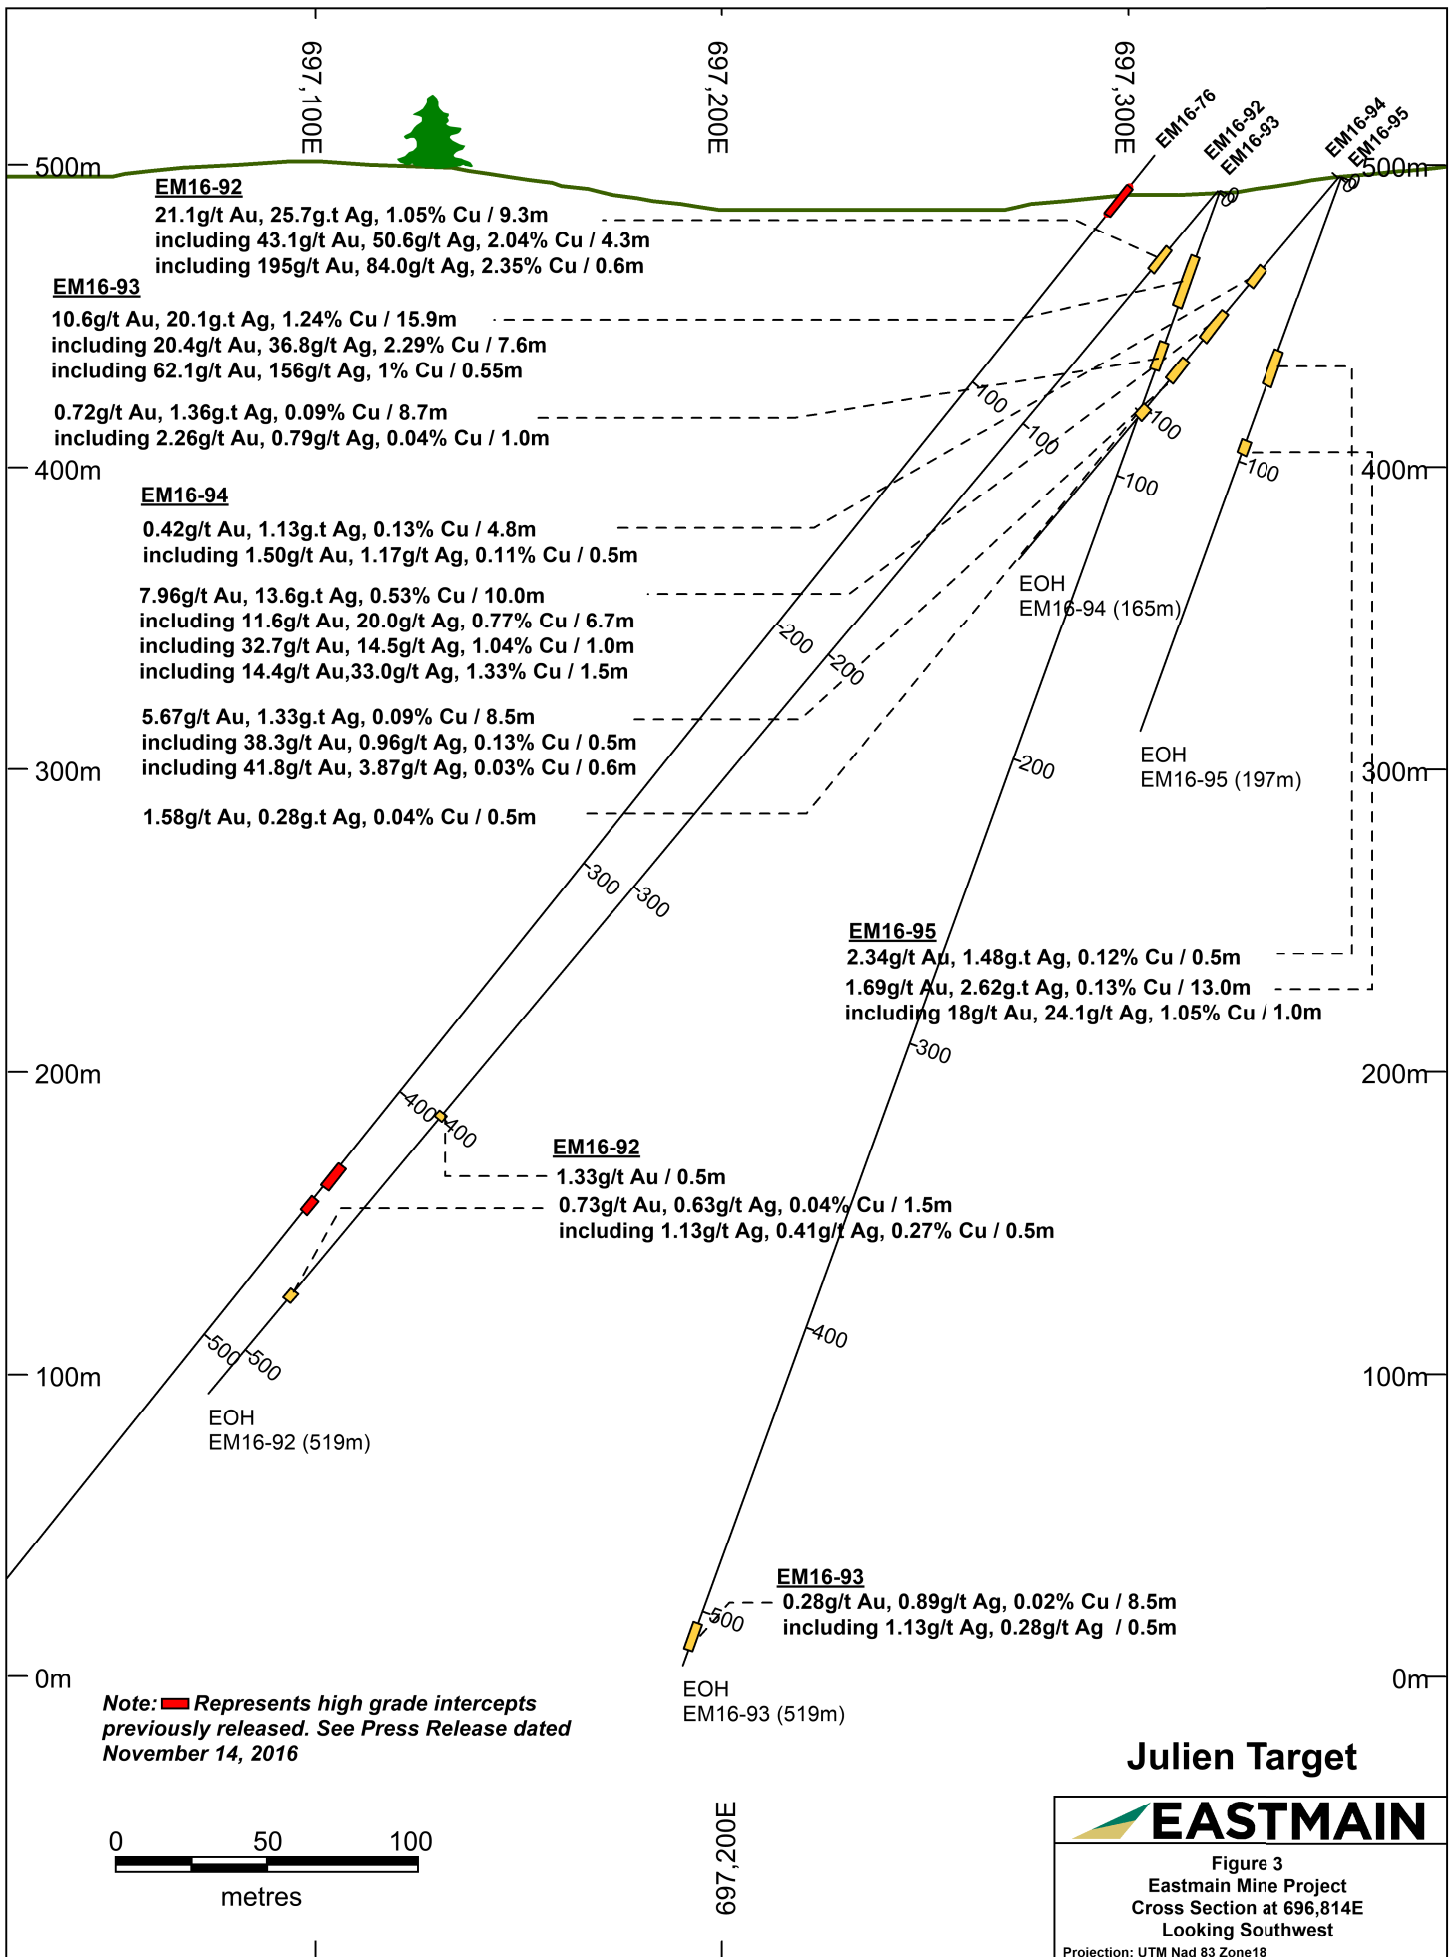 697,100E
697,200E
697,300E
EM16-76
EM16-92
EM16-93
EM16-94
EM16-95
500m
500m
EM16-92
21.1g/t Au, 25.7g.t Ag, 1.05% Cu / 9.3m
including 43.1g/t Au, 50.6g/t Ag, 2.04% Cu / 4.3m
including 195g/t Au, 84.0g/t Ag, 2.35% Cu / 0.6m
EM16-93
10.6g/t Au, 20.1g.t Ag, 1.24% Cu / 15.9m
including 20.4g/t Au, 36.8g/t Ag, 2.29% Cu / 7.6m
including 62.1g/t Au, 156g/t Ag, 1% Cu / 0.55m
0.72g/t Au, 1.36g.t Ag, 0.09% Cu / 8.7m
including 2.26g/t Au, 0.79g/t Ag, 0.04% Cu / 1.0m
0
0
100
100
100
100
100
400m
400m
EM16-94
0.42g/t Au, 1.13g.t Ag, 0.13% Cu / 4.8m
including 1.50g/t Au, 1.17g/t Ag, 0.11% Cu / 0.5m
7.96g/t Au, 13.6g.t Ag, 0.53% Cu / 10.0m
including 11.6g/t Au, 20.0g/t Ag, 0.77% Cu / 6.7m
including 32.7g/t Au, 14.5g/t Ag, 1.04% Cu / 1.0m
including 14.4g/t Au,33.0g/t Ag, 1.33% Cu / 1.5m
5.67g/t Au, 1.33g.t Ag, 0.09% Cu / 8.5m
including 38.3g/t Au, 0.96g/t Ag, 0.13% Cu / 0.5m
including 41.8g/t Au, 3.87g/t Ag, 0.03% Cu / 0.6m
1.58g/t Au, 0.28g.t Ag, 0.04% Cu / 0.5m
EOH
EM16-94 (165m)
200
200
200
EOH
EM16-95 (197m)
300m
300m
300
300
EM16-95
2.34g/t Au, 1.48g.t Ag, 0.12% Cu / 0.5m
1.69g/t Au, 2.62g.t Ag, 0.13% Cu / 13.0m
including 18g/t Au, 24.1g/t Ag, 1.05% Cu / 1.0m
300
200m
200m
400
400
EM16-92
1.33g/t Au / 0.5m
0.73g/t Au, 0.63g/t Ag, 0.04% Cu / 1.5m
including 1.13g/t Ag, 0.41g/t Ag, 0.27% Cu / 0.5m
400
500
500
100m
100m
EOH
EM16-92 (519m)
EM16-93
0.28g/t Au, 0.89g/t Ag, 0.02% Cu / 8.5m
including 1.13g/t Ag, 0.28g/t Ag / 0.5m
500
0m
0m
EOH
EM16-93 (519m)
Note: Represents high grade intercepts
previously released. See Press Release dated
November 14, 2016
Julien Target
697,200E
0 50 100
metres
EASTMAIN
Figure 3
Eastmain Mine Project
Cross Section at 696,814E
Looking Southwest
Projection: UTM Nad 83 Zone18